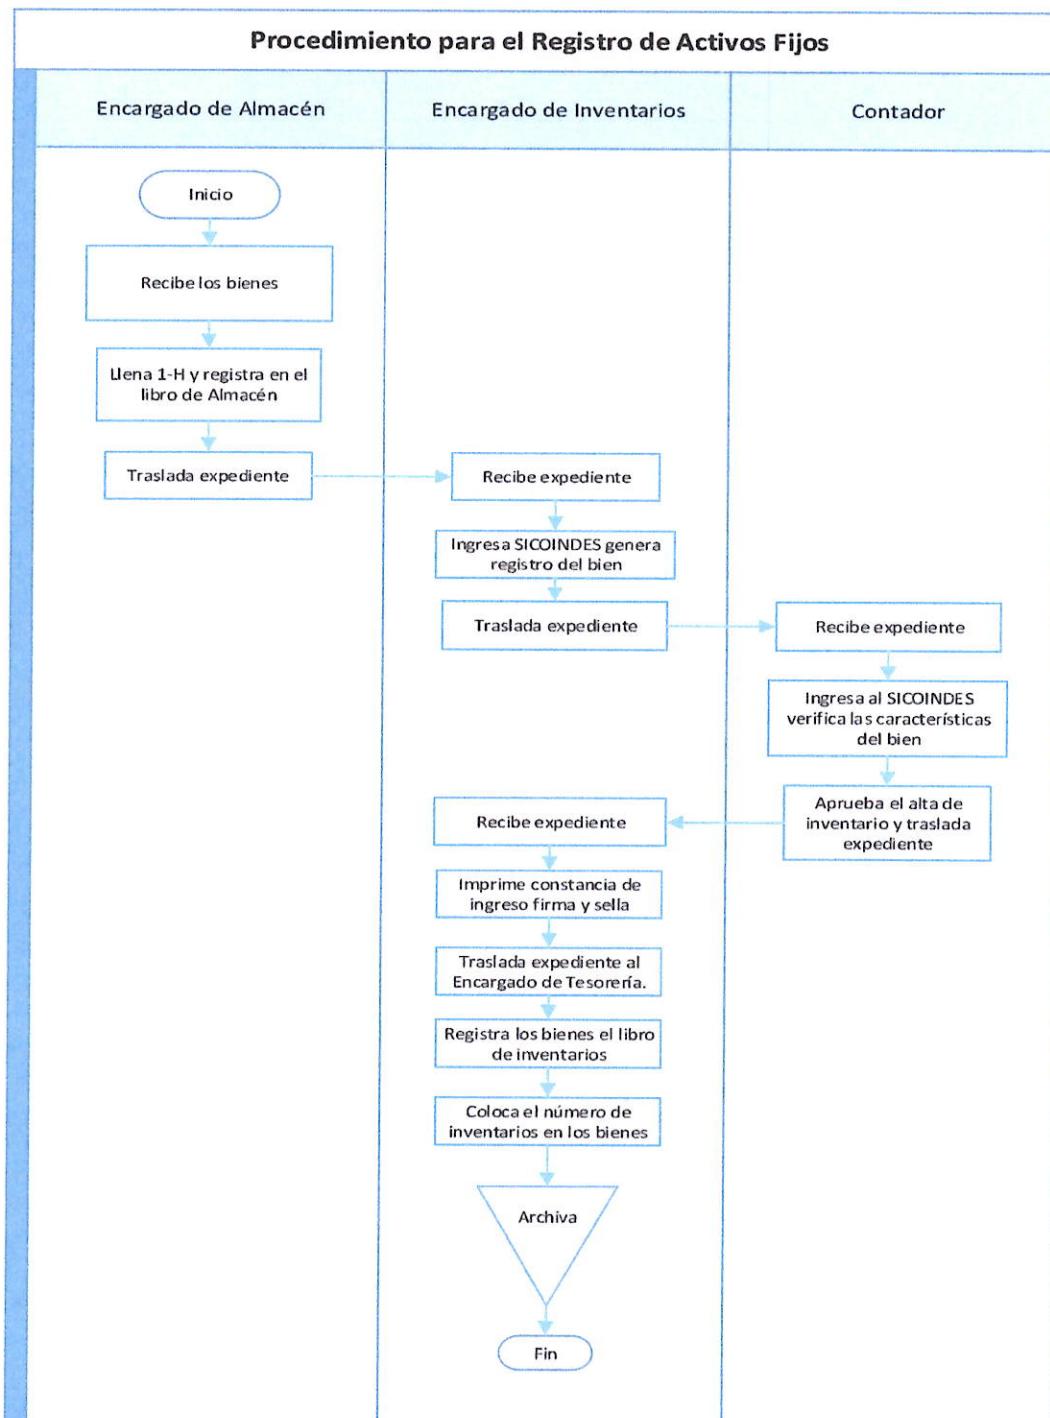 Procedimiento para el Registro de Activos Fijos
Encargado de Almacén
Encargado de Inventarios
Contador
Inicio
Recibe los bienes
Llena 1-H y registra en el
libro de Almacén
Traslada expediente
Recibe expediente
Ingresa SICOINDES genera
registro del bien
Traslada expediente
Recibe expediente
Ingresa al SICOINDES
verifica las características
del bien
Aprueba el alta de
inventario y traslada
expediente
Recibe expediente
Imprime constancia de
ingreso firma y sella
Traslada expediente al
Encargado de Tesorería.
Registra los bienes el libro
de inventarios
Coloca el número de
inventarios en los bienes
Archiva
Fin